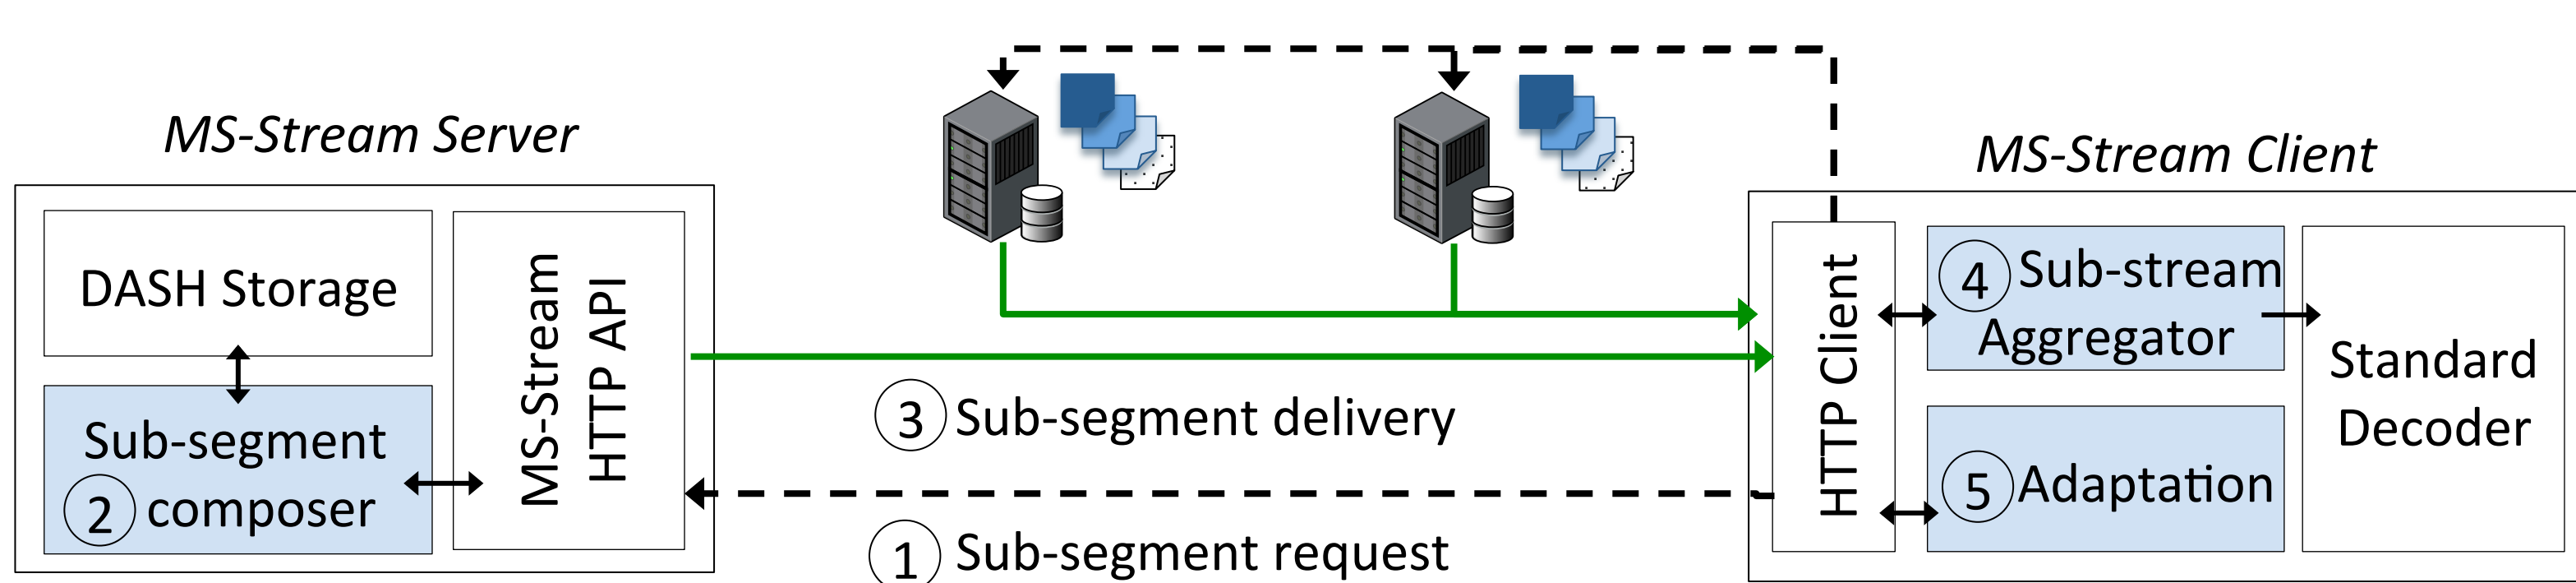 MS-Stream Server
DASH Storage
Sub-segment
2 composer
MS-Stream
HTTP API
3 Sub-segment delivery
1 Sub-segment request
MS-Stream Client
HTTP Client
4 Sub-stream
Aggregator
5 Adaptation
Standard
Decoder